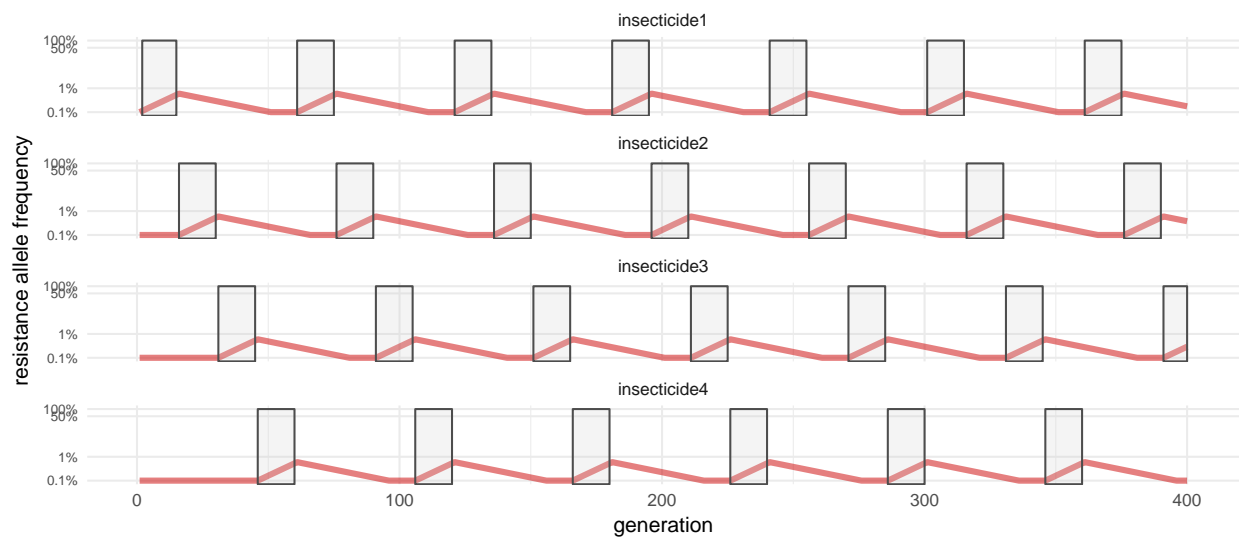 insecticide1
100%
50%
1%
0.1%
insecticide2
100%
50%
1%
0.1%
insecticide3
100%
50%
1%
0.1%
insecticide4
100%
50%
1%
0.1%
0 100 200 300 400
generation
resistance allele frequency